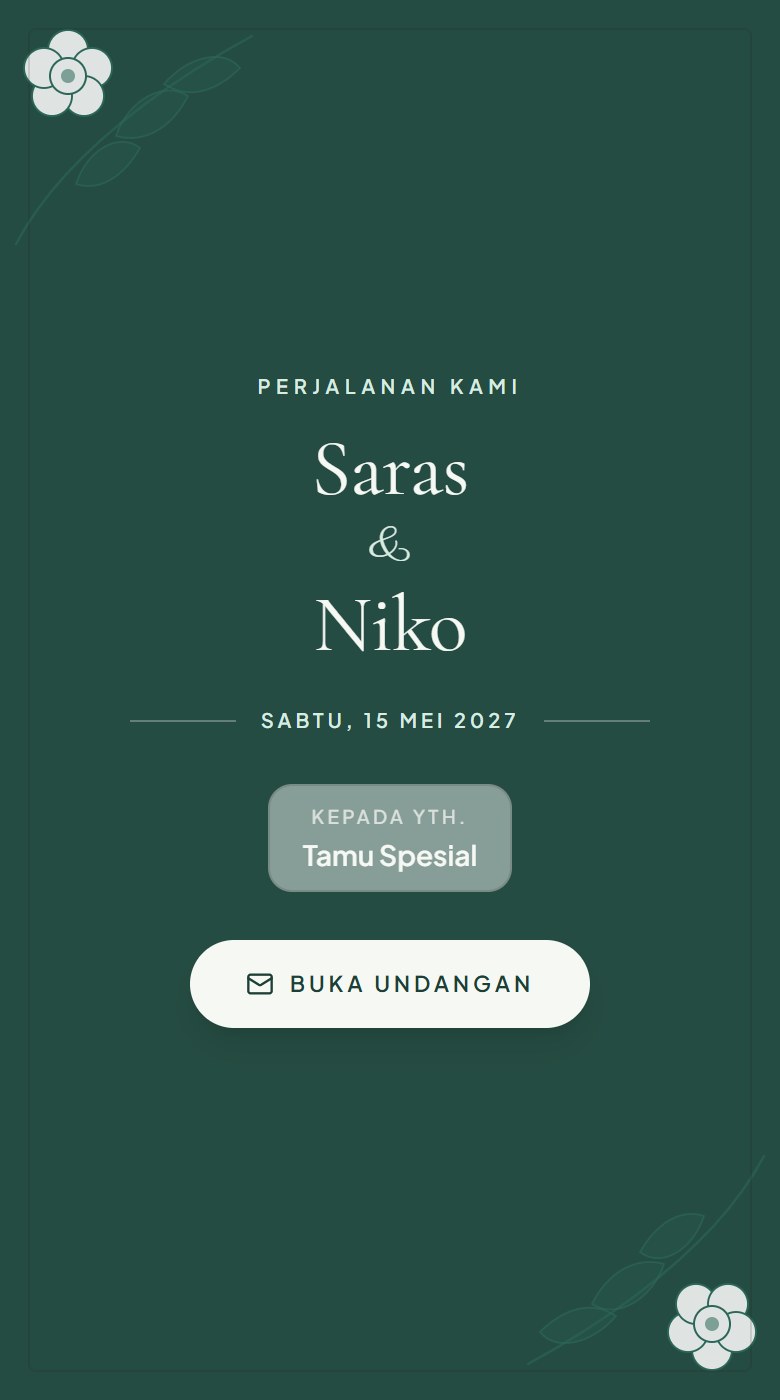 PERJALANAN KAMI
Saras
&
Niko
SABTU, 15 MEI 2027
KEPADA YTH.
Tamu Spesial
BUKA UNDANGAN